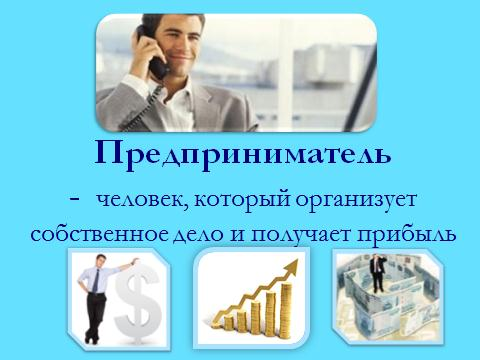 Предприниматель
- человек, который организует
собственное дело и получает прибыль